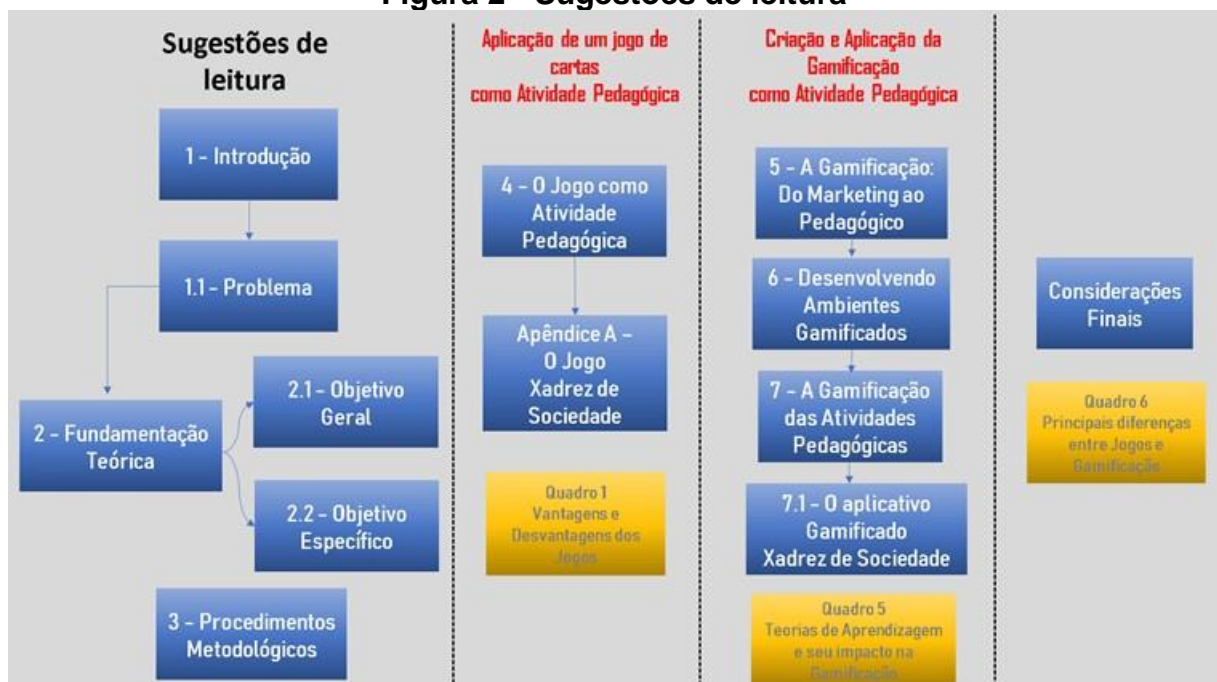 Figura 2 - Sugestões de leitura
Sugestões de
leitura
1 - Introdução
1.1 - Problema
2 - Fundamentação
Teórica
2.1 - Objetivo
Geral
2.2 - Objetivo
Específico
3 - Procedimentos
Metodológicos
Aplicação de um jogo de
cartas
como Atividade Pedagógica
4 - O Jogo como
Atividade
Pedagógica
Apêndice A -
O Jogo
Xadrez de
Sociedade
Quadro 1
Vantagens e
Desvantagens dos
Jogos
Criação e Aplicação da
Gamificação
como Atividade Pedagógica
5 - A Gamificação:
Do Marketing ao
Pedagógico
6 - Desenvolvendo
Ambientes
Gamificados
7 - A Gamificação
das Atividades
Pedagógicas
7.1 - O aplicativo
Gamificado
Xadrez de Sociedade
Quadro 5
Teorias de Aprendizagem
e seu impacto na
Gamificação
Considerações
Finais
Quadro 6
Principais diferenças
entre Jogos e
Gamificação